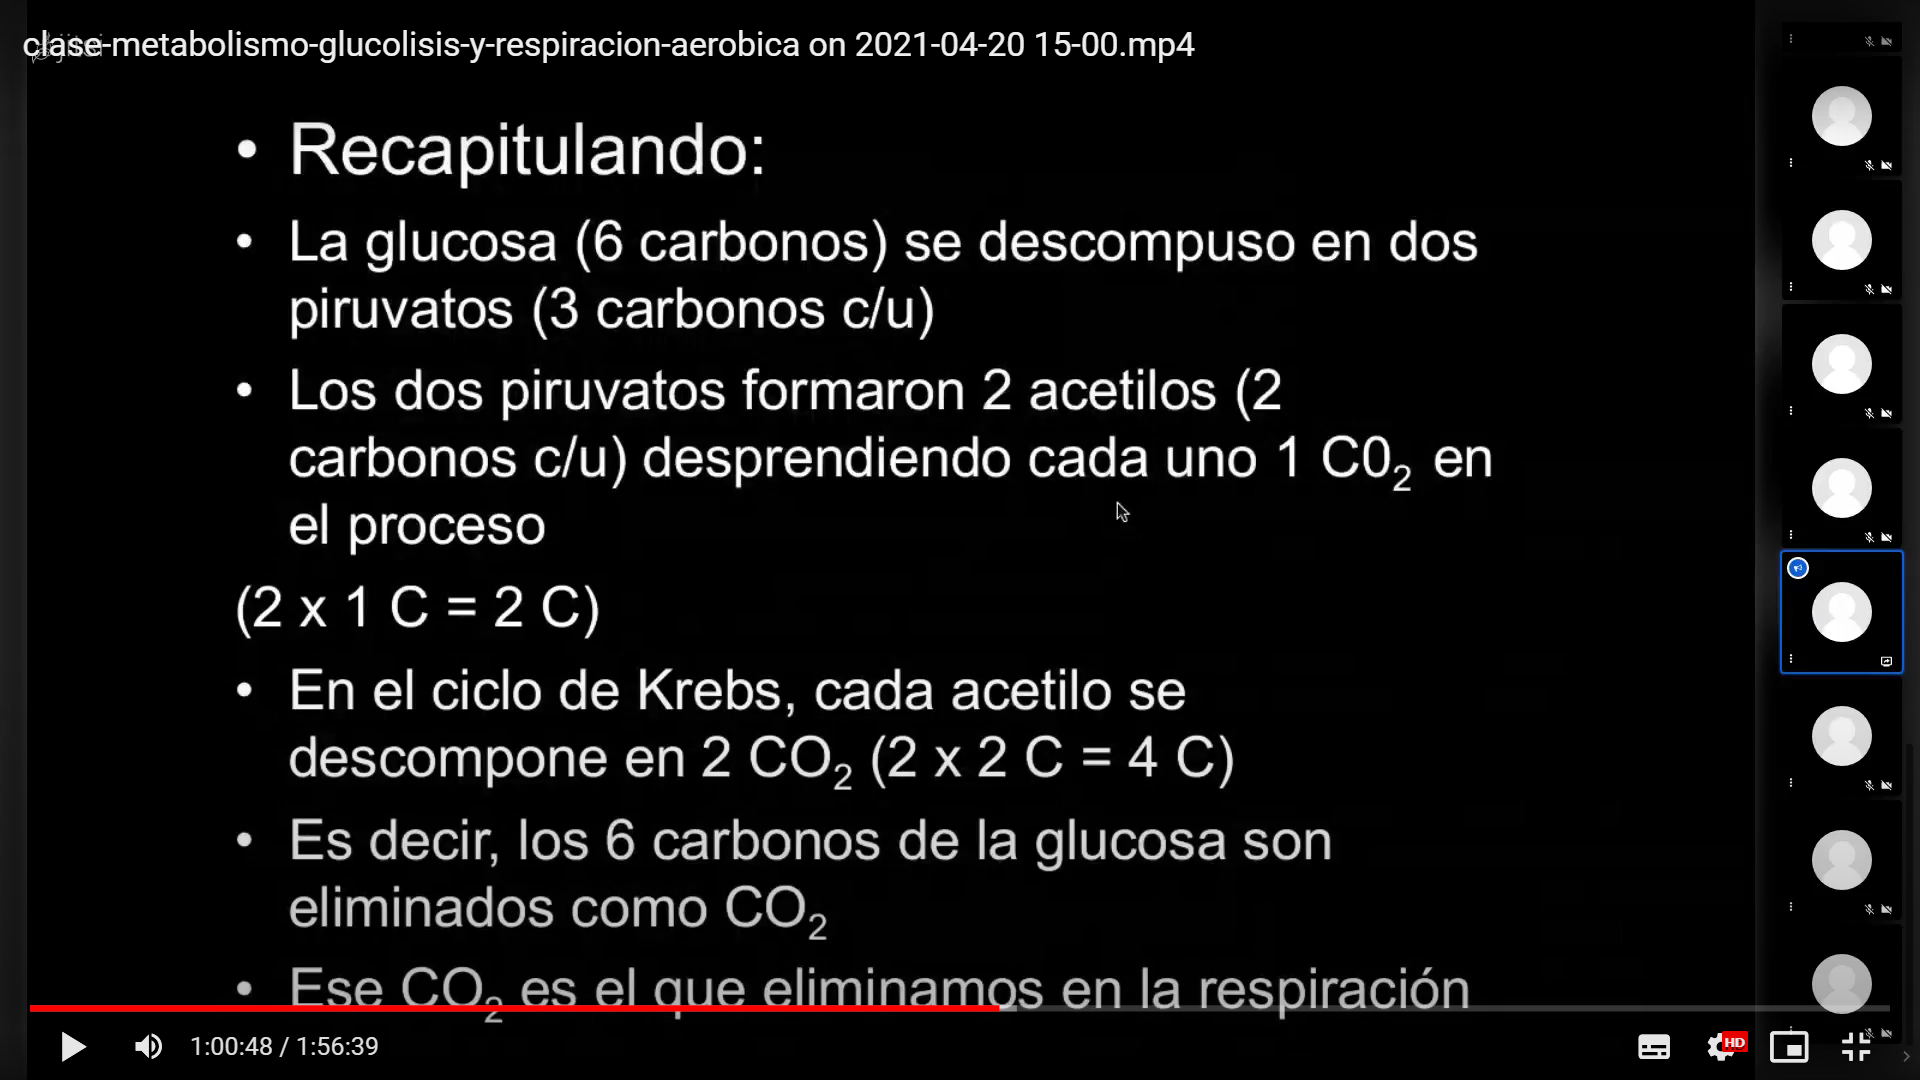 clase-metabolismo-glucolisis-y-respiracion-aerobica on 2021-04-20 15-00.mp4
• Recapitulando:
• La glucosa (6 carbonos) se descompuso en dos
piruvatos (3 carbonos c/u)
• Los dos piruvatos formaron 2 acetilos (2
carbonos c/u) desprendiendo cada uno 1 C0₂ en
el proceso
(2 x 1 C = 2 C)
• En el ciclo de Krebs, cada acetilo se
descompone en 2 CO₂ (2 x 2 C = 4 C)
• Es decir, los 6 carbonos de la glucosa son
eliminados como CO₂
• Ese CO₂ es el que eliminamos en la respiración
1:00:48 / 1:56:39
HD